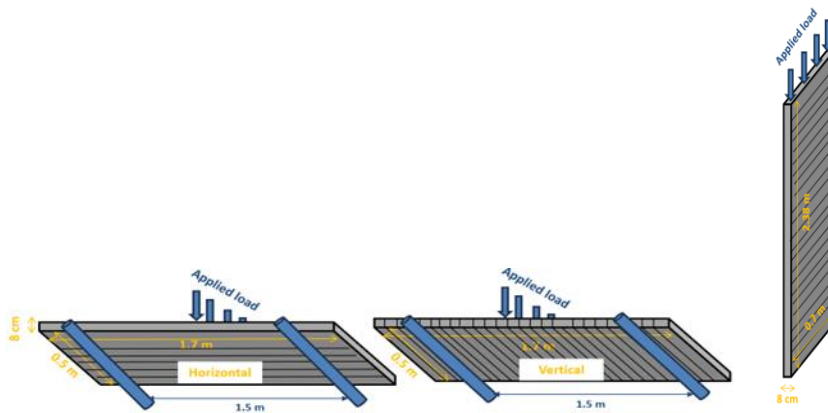 Applied load
8 cm
1.7 m
0.5 m
Horizontal
1.5 m
Applied load
1.7 m
0.5 m
Vertical
1.5 m
Applied load
2.38 m
0.7 m
8 cm